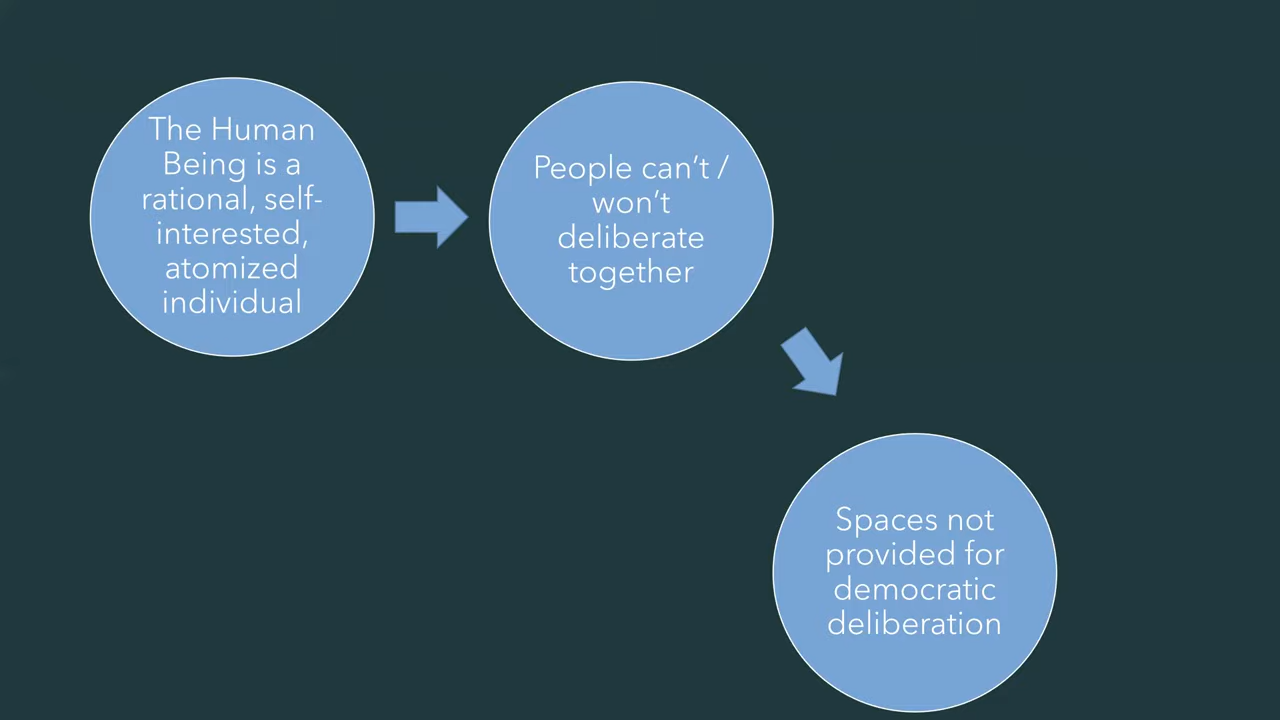 The Human
Being is a
rational, self-
interested,
atomized
individual
People can't /
won't
deliberate
together
Spaces not
provided for
democratic
deliberation